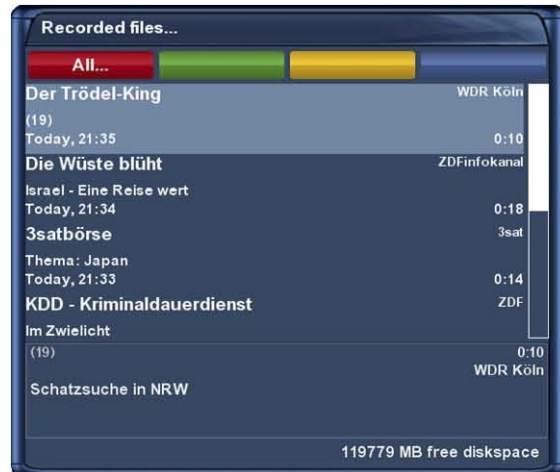 Recorded files...
All...
Der Trödel-King WDR Köln
(19)
Today, 21:35 0:10
Die Wüste blüht ZDFinfokanal
Israel - Eine Reise wert
Today, 21:34 0:18
3satbörse 3sat
Thema: Japan
Today, 21:33 0:14
KDD - Kriminaldauerdienst ZDF
Im Zwielicht
(19) 0:10
WDR Köln
Schatzsuche in NRW
119779 MB free diskspace